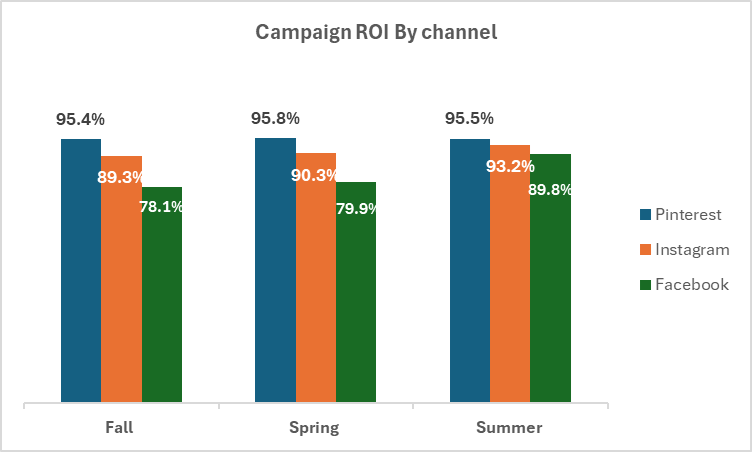 Campaign ROI By channel
95.4%
89.3%
78.1%
95.8%
90.3%
79.9%
95.5%
93.2%
89.8%
Pinterest
Instagram
Facebook
Fall
Spring
Summer